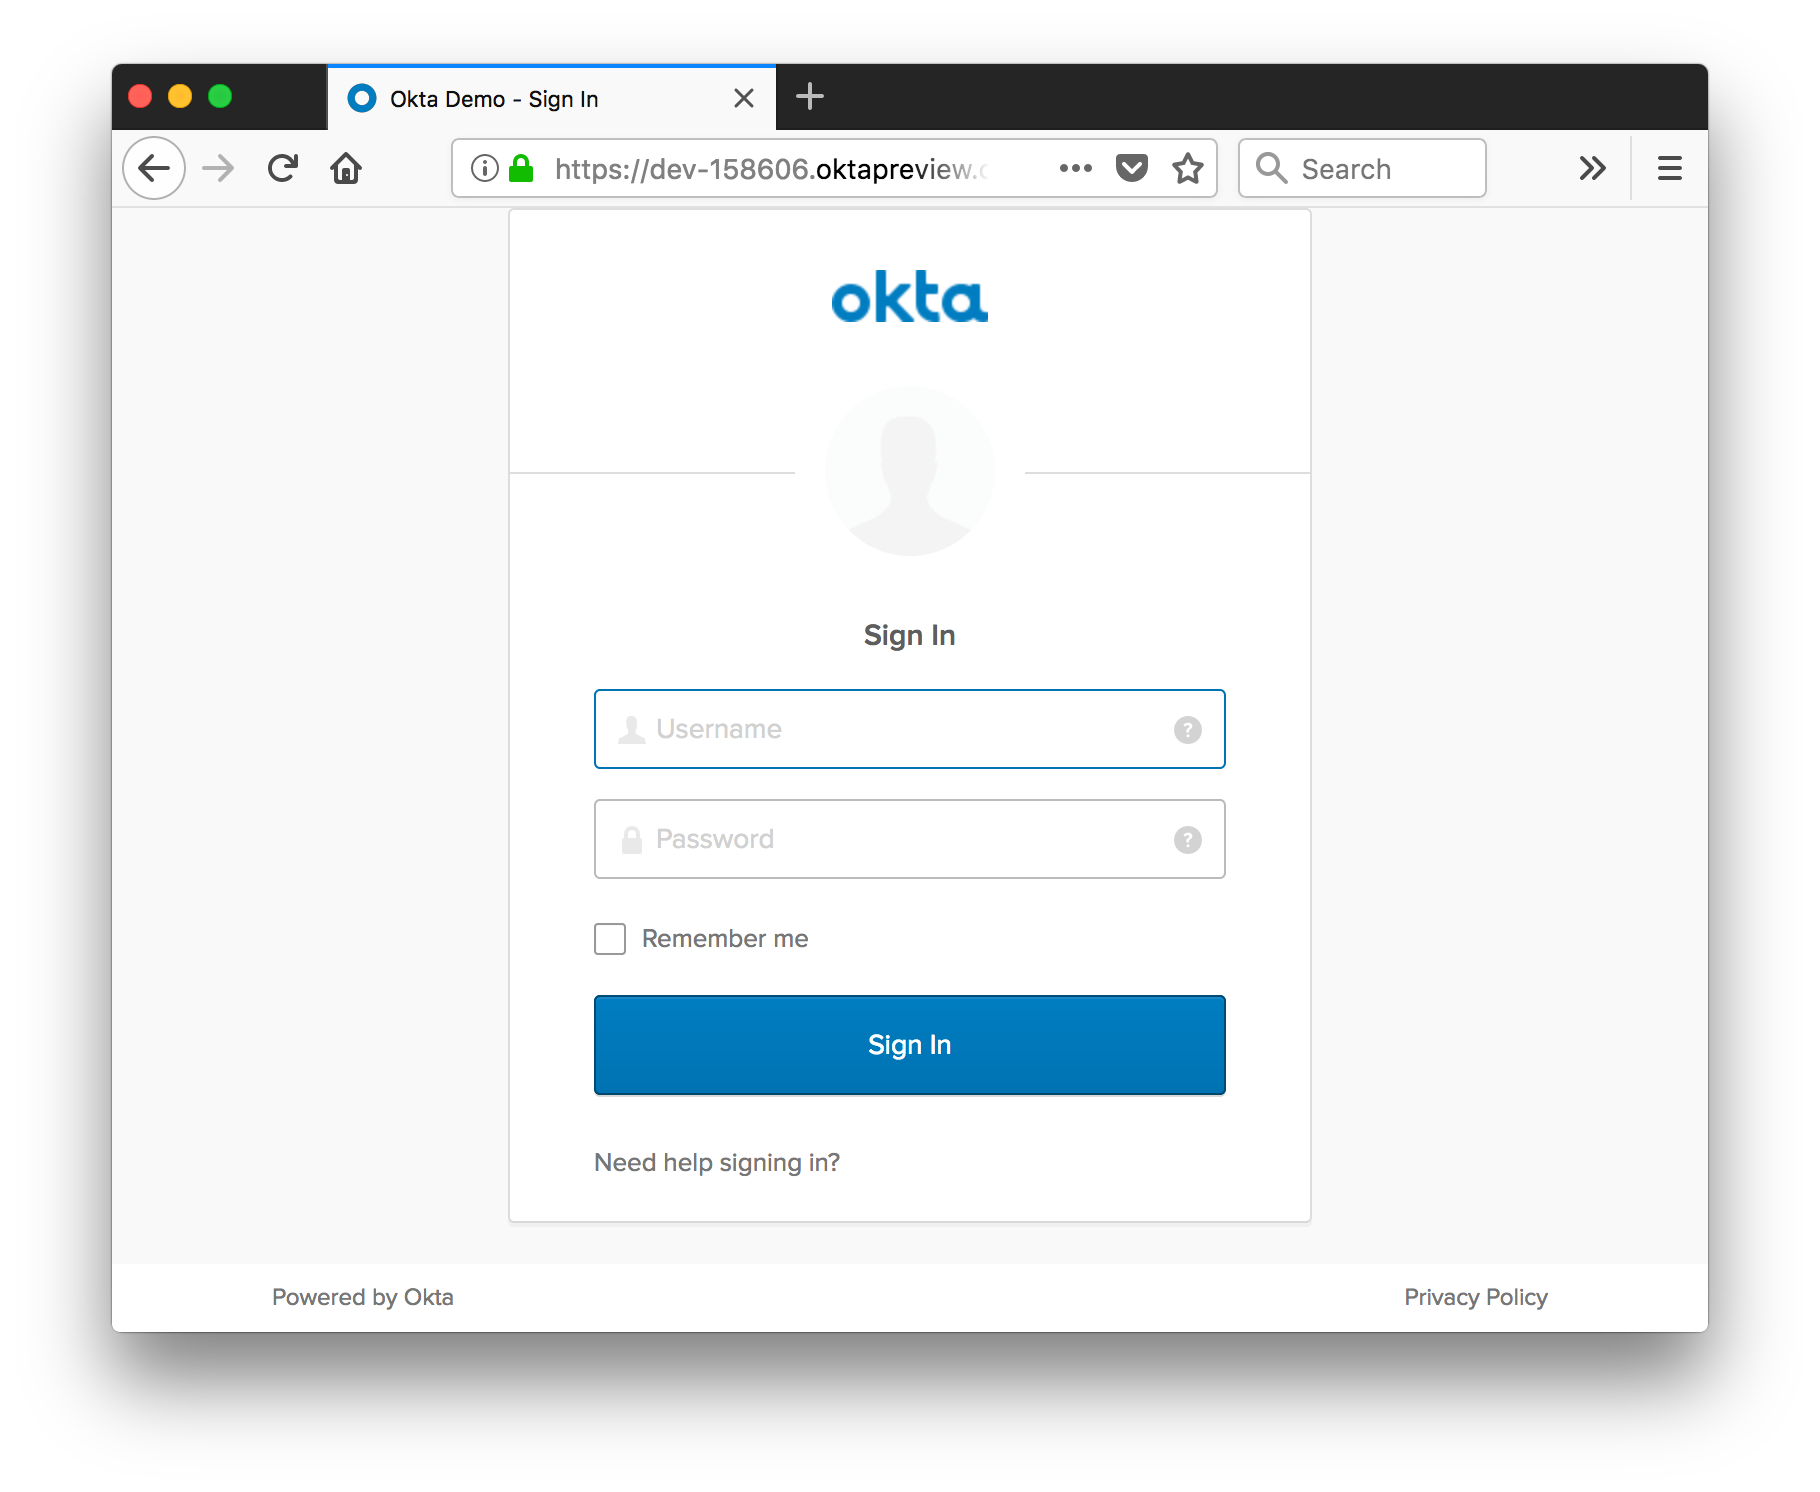 Okta Demo - Sign In
https://dev-158606.oktapreview.
Search
okta
Sign In
Username
?
Password
?
Remember me
Sign In
Need help signing in?
Powered by Okta
Privacy Policy